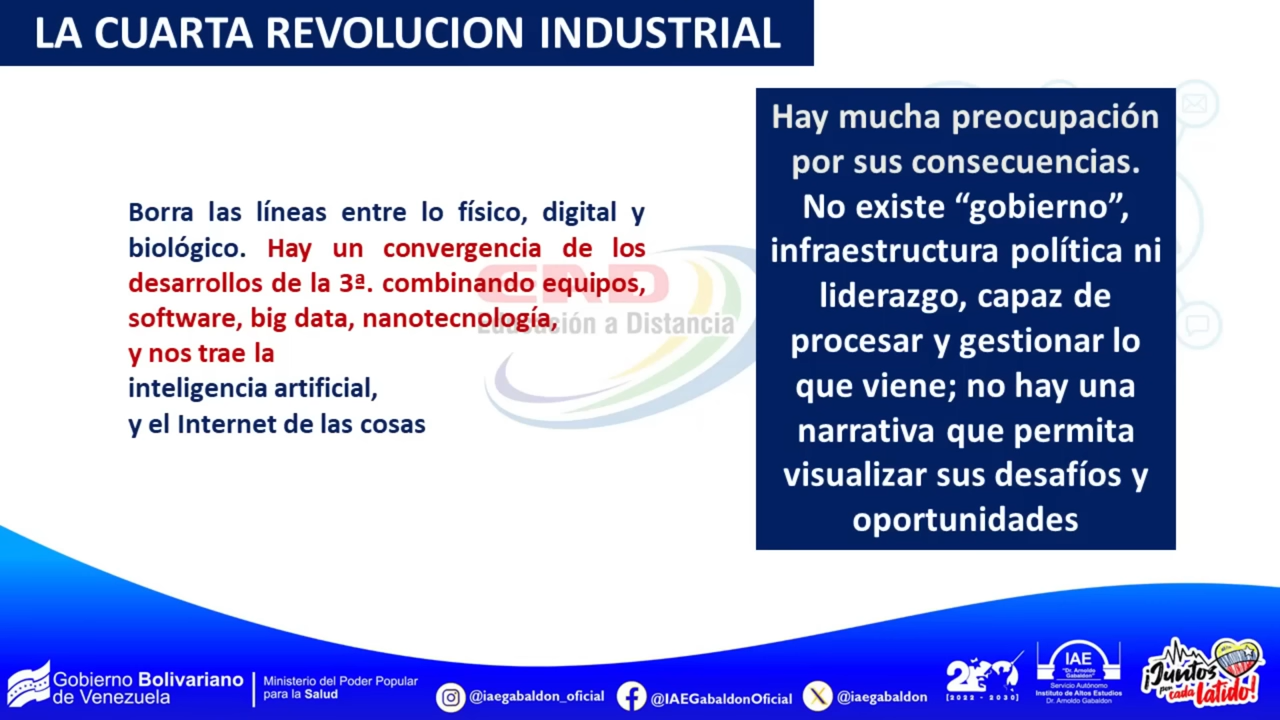 LA CUARTA REVOLUCION INDUSTRIAL
Hay mucha preocupación
por sus consecuencias.
No existe “gobierno”,
infraestructura política ni
liderazgo, capaz de
procesar y gestionar lo
que viene; no hay una
narrativa que permita
visualizar sus desafíos y
oportunidades
Borra las líneas entre lo físico, digital y
biológico. Hay un convergencia de los
desarrollos de la 3ª. combinando equipos,
software, big data, nanotecnología,
y nos trae la
inteligencia artificial,
y el Internet de las cosas
Educación a Distancia
Gobierno Bolivariano
de Venezuela
Ministerio del Poder Popular
para la Salud
@iaegabaldon_oficial
@IAEGabaldonOficial
@iaegabaldon
[2022 - 2030]
IAE
"Dr. Arnoldo
Gabaldon"
Servicio Autónomo
Instituto de Altos Estudios
Dr. Arnoldo Gabaldon
¡Juntos
por cada
latido!